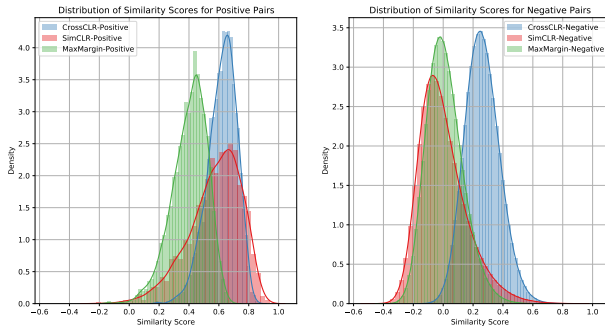 Distribution of Similarity Scores for Positive Pairs
CrossCLR-Positive
SimCLR-Positive
MaxMargin-Positive
Density
4.0
3.5
3.0
2.5
2.0
1.5
1.0
0.5
0.0
−0.6 −0.4 −0.2 0.0 0.2 0.4 0.6 0.8 1.0
Similarity Score
Distribution of Similarity Scores for Negative Pairs
CrossCLR-Negative
SimCLR-Negative
MaxMargin-Negative
Density
3.5
3.0
2.5
2.0
1.5
1.0
0.5
0.0
−0.6 −0.4 −0.2 0.0 0.2 0.4 0.6 0.8 1.0
Similarity Score